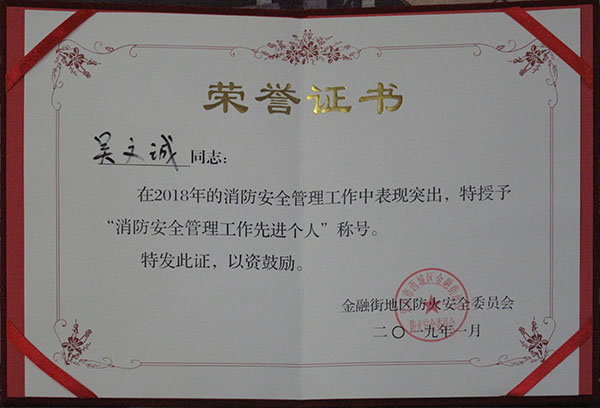 荣誉证书
吴文诚同志：
在2018年的消防安全管理工作中表现突出，特授予
“消防安全管理工作先进个人”称号。
特发此证，以资鼓励。
金融街地区防火安全委员会
二〇一九年一月